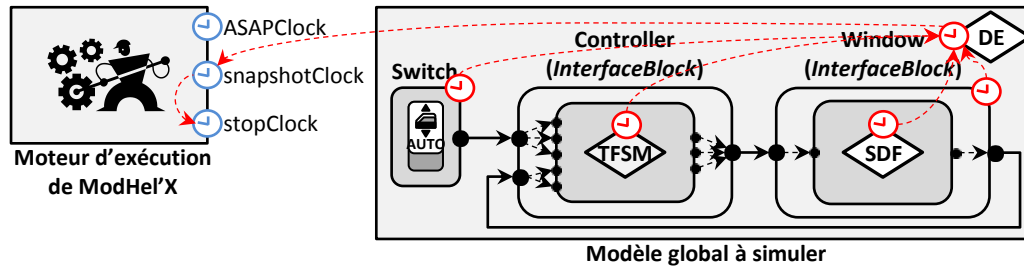 ASAPClock
snapshotClock
stopClock
Moteur d'exécution
de ModHel'X
Switch
AUTO
Controller
(InterfaceBlock)
TFSM
Window
(InterfaceBlock)
SDF
DE
Modèle global à simuler